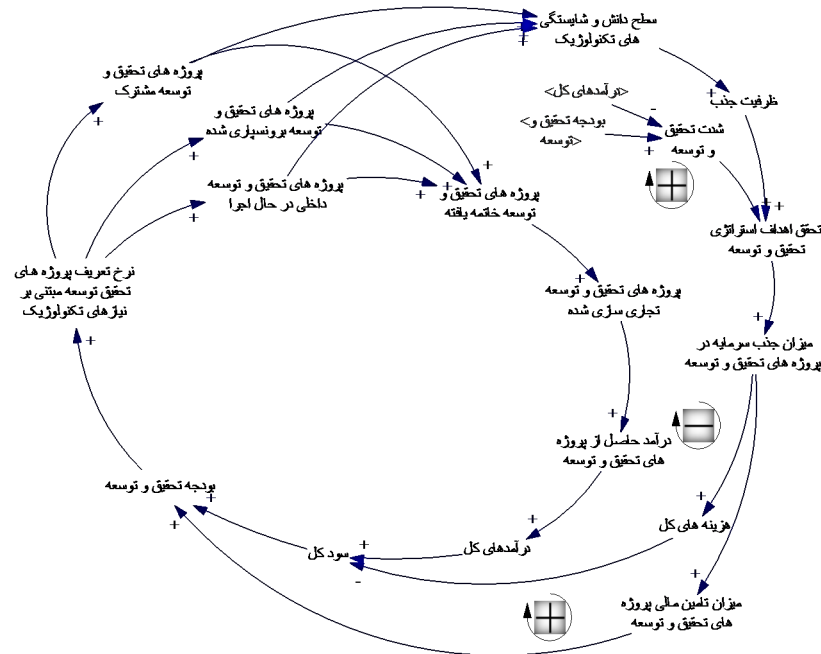 سطح دانش و شایستگی
های تکنولوژیک
پروژه های تحقیق و
توسعه مشترک
<درآمدهای کل>
ظرفیت جذب
پروژه های تحقیق و
توسعه برونسپاری شده
<بودجه تحقیق و
توسعه>
شدت تحقیق
و توسعه
پروژه های تحقیق و توسعه
داخلی در حال اجرا
پروژه های تحقیق و
توسعه خاتمه یافته
تحقق اهداف استراتژی
تحقیق و توسعه
نرخ تعریف پروژه های
تحقیق توسعه مبتنی بر
نیازهای تکنولوژیک
پروژه های تحقیق و توسعه
تجاری سازی شده
میزان جذب سرمایه در
پروژه های تحقیق و توسعه
درآمد حاصل از پروژه
های تحقیق و توسعه
بودجه تحقیق و توسعه
هزینه های کل
درآمدهای کل
سود کل
میزان تامین مالی پروژه
های تحقیق و توسعه